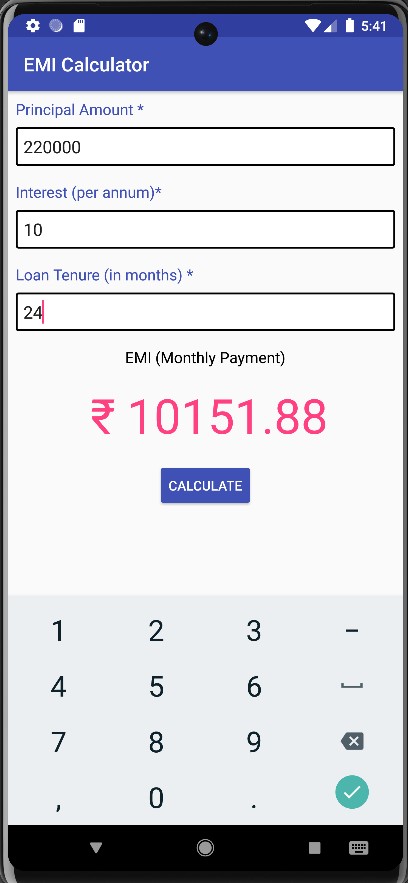 5:41
EMI Calculator
Principal Amount *
220000
Interest (per annum)*
10
Loan Tenure (in months) *
24
EMI (Monthly Payment)
₹ 10151.88
CALCULATE
1 2 3 –
4 5 6
7 8 9
, 0 .